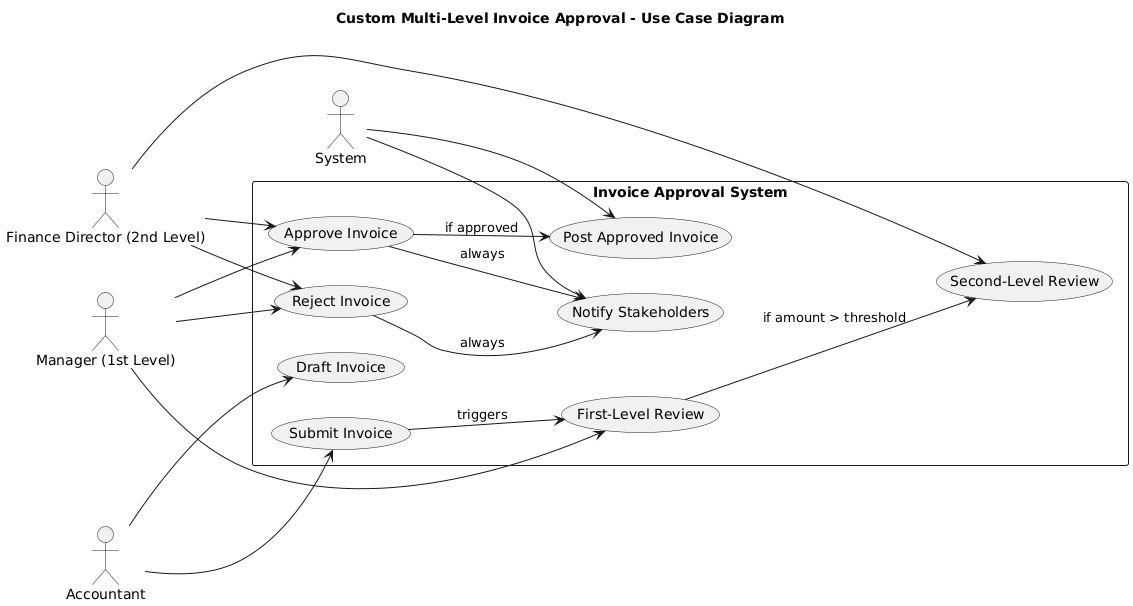 Custom Multi-Level Invoice Approval - Use Case Diagram
System
Invoice Approval System
Finance Director (2nd Level)
Approve Invoice
if approved
Post Approved Invoice
always
Second-Level Review
Reject Invoice
Notify Stakeholders
if amount > threshold
always
Manager (1st Level)
Draft Invoice
triggers
First-Level Review
Submit Invoice
Accountant